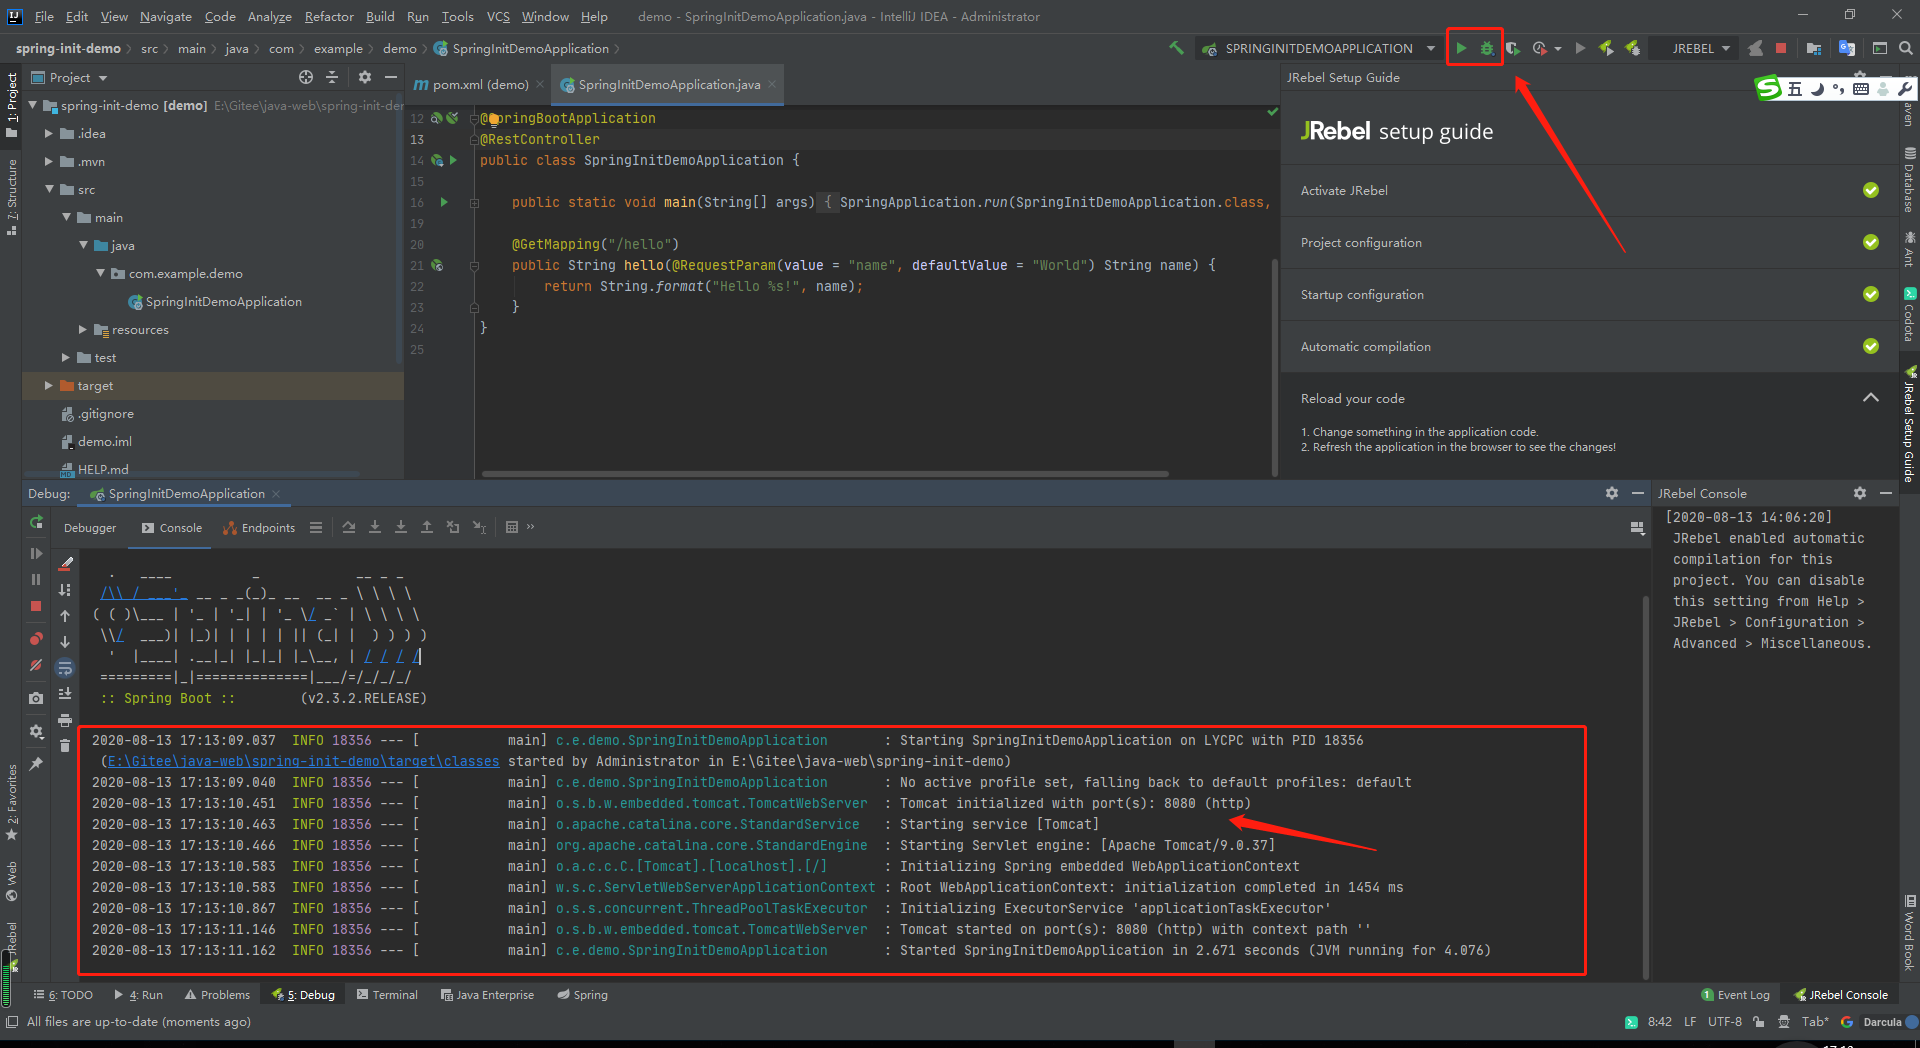 File Edit View Navigate Code Analyze Refactor Build Run Tools VCS Window Help demo - SpringInitDemoApplication.java - IntelliJ IDEA - Administrator
spring-init-demo src main java com example demo SpringInitDemoApplication SPRINGINITDEMOAPPLICATION JREBEL
1: Project
7: Structure
2: Favorites
Web
JRebel
Project
spring-init-demo [demo] E:\Gitee\java-web\spring-init-der
.idea
.mvn
src
main
java
com.example.demo
SpringInitDemoApplication
resources
test
target
.gitignore
demo.iml
HELP.md
pom.xml (demo) SpringInitDemoApplication.java
12 @SpringBootApplication
13 @RestController
14 public class SpringInitDemoApplication {
15
16 public static void main(String[] args) { SpringApplication.run(SpringInitDemoApplication.class,
19
20 @GetMapping("/hello")
21 public String hello(@RequestParam(value = "name", defaultValue = "World") String name) {
22 return String.format("Hello %s!", name);
23 }
24 }
25
JRebel Setup Guide
五
JRebel setup guide
Activate JRebel
Project configuration
Startup configuration
Automatic compilation
Reload your code
1. Change something in the application code.
2. Refresh the application in the browser to see the changes!
aven
Database
Ant
Codota
JRebel Setup Guide
Word Book
Debug: SpringInitDemoApplication
Debugger Console Endpoints
  .   ____          _            __ _ _
 /\\ / ___'_ __ _ _(_)_ __  __ _ \ \ \ \
( ( )\___ | '_ | '_| | '_ \/ _` | \ \ \ \
 \\/  ___)| |_)| | | | | || (_| |  ) ) ) )
  '  |____| .__|_| |_|_| |_\__, | / / / /
 =========|_|==============|___/=/_/_/_/
 :: Spring Boot ::        (v2.3.2.RELEASE)
2020-08-13 17:13:09.037  INFO 18356 --- [           main] c.e.demo.SpringInitDemoApplication       : Starting SpringInitDemoApplication on LYCPC with PID 18356
(E:\Gitee\java-web\spring-init-demo\target\classes started by Administrator in E:\Gitee\java-web\spring-init-demo)
2020-08-13 17:13:09.040  INFO 18356 --- [           main] c.e.demo.SpringInitDemoApplication       : No active profile set, falling back to default profiles: default
2020-08-13 17:13:10.451  INFO 18356 --- [           main] o.s.b.w.embedded.tomcat.TomcatWebServer  : Tomcat initialized with port(s): 8080 (http)
2020-08-13 17:13:10.463  INFO 18356 --- [           main] o.apache.catalina.core.StandardService   : Starting service [Tomcat]
2020-08-13 17:13:10.466  INFO 18356 --- [           main] org.apache.catalina.core.StandardEngine  : Starting Servlet engine: [Apache Tomcat/9.0.37]
2020-08-13 17:13:10.583  INFO 18356 --- [           main] o.a.c.c.C.[Tomcat].[localhost].[/]       : Initializing Spring embedded WebApplicationContext
2020-08-13 17:13:10.583  INFO 18356 --- [           main] w.s.c.ServletWebServerApplicationContext : Root WebApplicationContext: initialization completed in 1454 ms
2020-08-13 17:13:10.867  INFO 18356 --- [           main] o.s.s.concurrent.ThreadPoolTaskExecutor  : Initializing ExecutorService 'applicationTaskExecutor'
2020-08-13 17:13:11.146  INFO 18356 --- [           main] o.s.b.w.embedded.tomcat.TomcatWebServer  : Tomcat started on port(s): 8080 (http) with context path ''
2020-08-13 17:13:11.162  INFO 18356 --- [           main] c.e.demo.SpringInitDemoApplication       : Started SpringInitDemoApplication in 2.671 seconds (JVM running for 4.076)
JRebel Console
[2020-08-13 14:06:20]
JRebel enabled automatic
compilation for this
project. You can disable
this setting from Help >
JRebel > Configuration >
Advanced > Miscellaneous.
6: TODO 4: Run Problems 5: Debug Terminal Java Enterprise Spring 1 Event Log JRebel Console
All files are up-to-date (moments ago) 8:42 LF UTF-8 Tab* Darcula